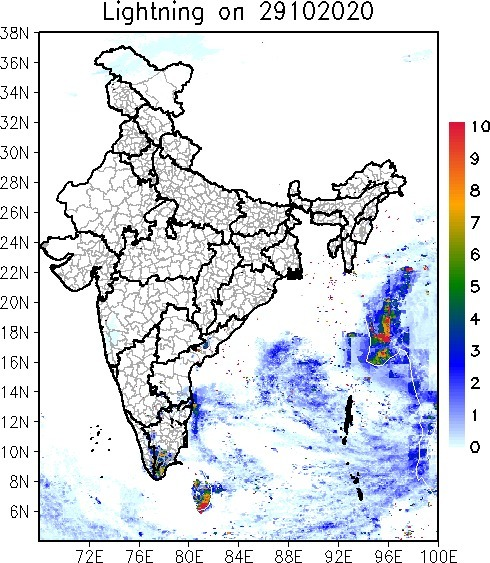 Lightning on 29102020
38N
36N
34N
32N
30N
28N
26N
24N
22N
20N
18N
16N
14N
12N
10N
8N
6N
72E 76E 80E 84E 88E 92E 96E 100E
10
9
8
7
6
5
4
3
2
1
0